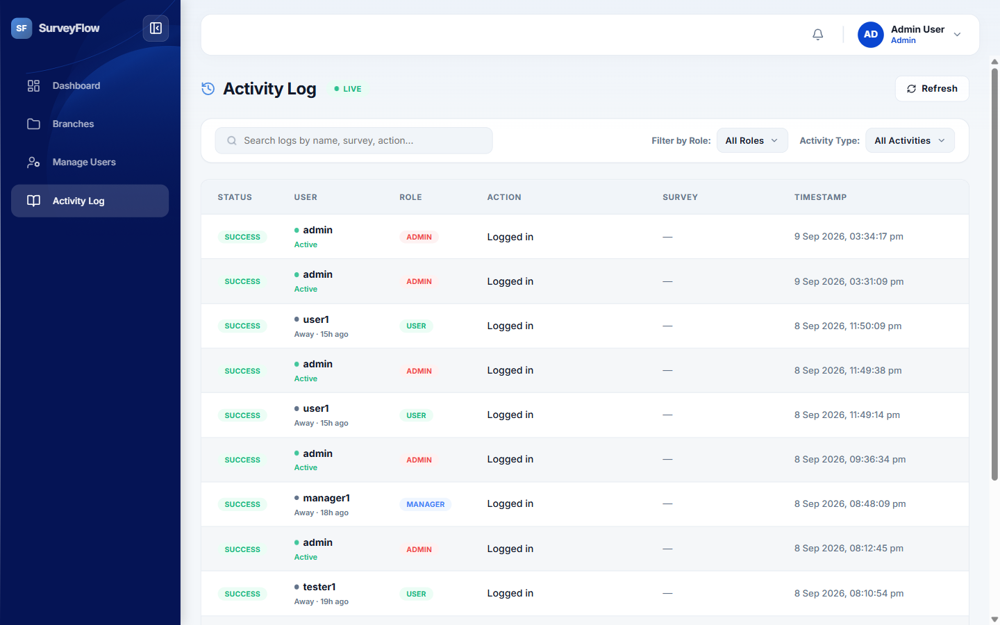 SF SurveyFlow
AD Admin User
Admin
Dashboard
Branches
Manage Users
Activity Log
Activity Log LIVE Refresh
Search logs by name, survey, action... Filter by Role: All Roles Activity Type: All Activities
STATUS USER ROLE ACTION SURVEY TIMESTAMP
SUCCESS admin ADMIN Logged in — 9 Sep 2026, 03:34:17 pm
Active
SUCCESS admin ADMIN Logged in — 9 Sep 2026, 03:31:09 pm
Active
SUCCESS user1 USER Logged in — 8 Sep 2026, 11:50:09 pm
Away · 15h ago
SUCCESS admin ADMIN Logged in — 8 Sep 2026, 11:49:38 pm
Active
SUCCESS user1 USER Logged in — 8 Sep 2026, 11:49:14 pm
Away · 15h ago
SUCCESS admin ADMIN Logged in — 8 Sep 2026, 09:36:34 pm
Active
SUCCESS manager1 MANAGER Logged in — 8 Sep 2026, 08:48:09 pm
Away · 18h ago
SUCCESS admin ADMIN Logged in — 8 Sep 2026, 08:12:45 pm
Active
SUCCESS tester1 USER Logged in — 8 Sep 2026, 08:10:54 pm
Away · 19h ago